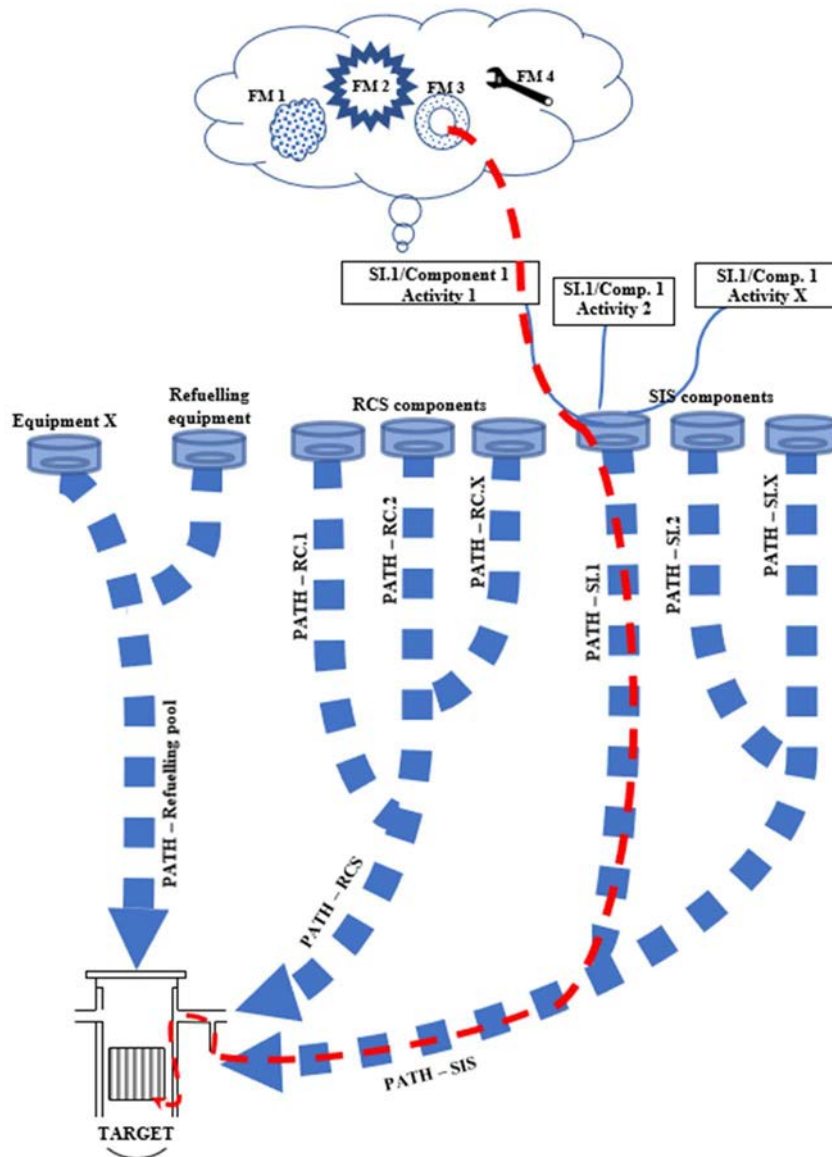 FM 1
FM 2
FM 3
FM 4
SI.1/Component 1
Activity 1
SI.1/Comp. 1
Activity 2
SI.1/Comp. 1
Activity X
Equipment X
Refuelling
equipment
RCS components
SIS components
PATH – RC.1
PATH – RC.2
PATH – RC.X
PATH – SI.1
PATH – SI.2
PATH – SI.X
PATH – Refuelling pool
PATH – RCS
PATH – SIS
TARGET